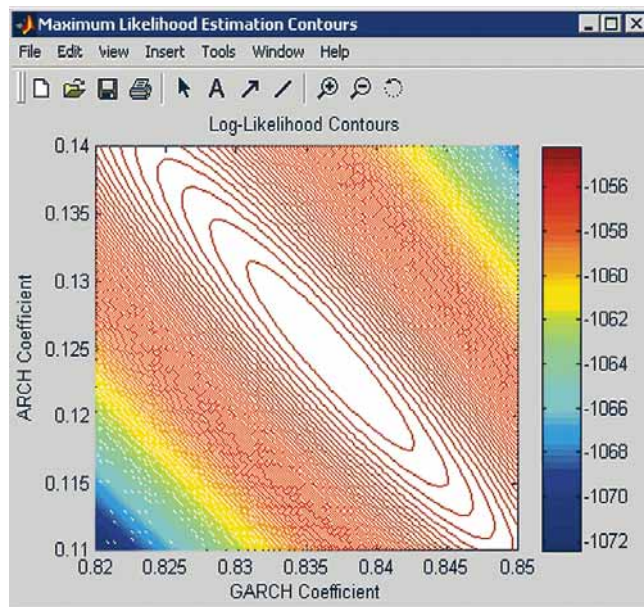 Maximum Likelihood Estimation Contours
File Edit View Insert Tools Window Help
A
Log-Likelihood Contours
0.14
0.135
0.13
0.125
0.12
0.115
0.11
ARCH Coefficient
0.82 0.825 0.83 0.835 0.84 0.845 0.85
GARCH Coefficient
-1056
-1058
-1060
-1062
-1064
-1066
-1068
-1070
-1072